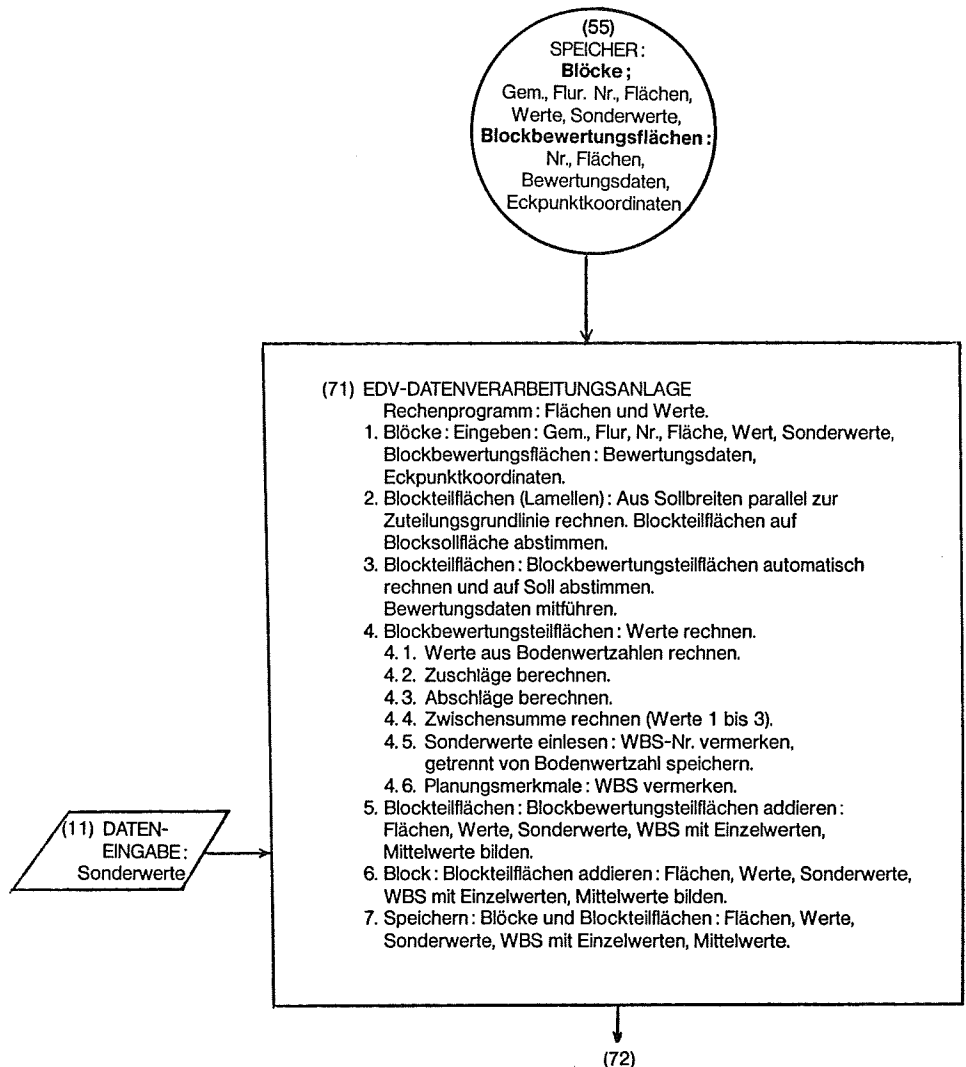 (55)
SPEICHER:
Blöcke;
Gem., Flur. Nr., Flächen,
Werte, Sonderwerte,
Blockbewertungsflächen:
Nr., Flächen,
Bewertungsdaten,
Eckpunktkoordinaten
(71) EDV-DATENVERARBEITUNGSANLAGE
Rechenprogramm: Flächen und Werte.
1. Blöcke: Eingeben: Gem., Flur, Nr., Fläche, Wert, Sonderwerte,
Blockbewertungsflächen: Bewertungsdaten,
Eckpunktkoordinaten.
2. Blockteilflächen (Lamellen): Aus Sollbreiten parallel zur
Zuteilungsgrundlinie rechnen. Blockteilflächen auf
Blocksollfläche abstimmen.
3. Blockteilflächen: Blockbewertungsteilflächen automatisch
rechnen und auf Soll abstimmen.
Bewertungsdaten mitführen.
4. Blockbewertungsteilflächen: Werte rechnen.
4.1. Werte aus Bodenwertzahlen rechnen.
4.2. Zuschläge berechnen.
4.3. Abschläge berechnen.
4.4. Zwischensumme rechnen (Werte 1 bis 3).
4.5. Sonderwerte einlesen: WBS-Nr. vermerken,
getrennt von Bodenwertzahl speichern.
4.6. Planungsmerkmale: WBS vermerken.
5. Blockteilflächen: Blockbewertungsteilflächen addieren:
Flächen, Werte, Sonderwerte, WBS mit Einzelwerten,
Mittelwerte bilden.
6. Block: Blockteilflächen addieren: Flächen, Werte, Sonderwerte,
WBS mit Einzelwerten, Mittelwerte bilden.
7. Speichern: Blöcke und Blockteilflächen: Flächen, Werte,
Sonderwerte, WBS mit Einzelwerten, Mittelwerte.
(11) DATEN-
EINGABE:
Sonderwerte
(72)